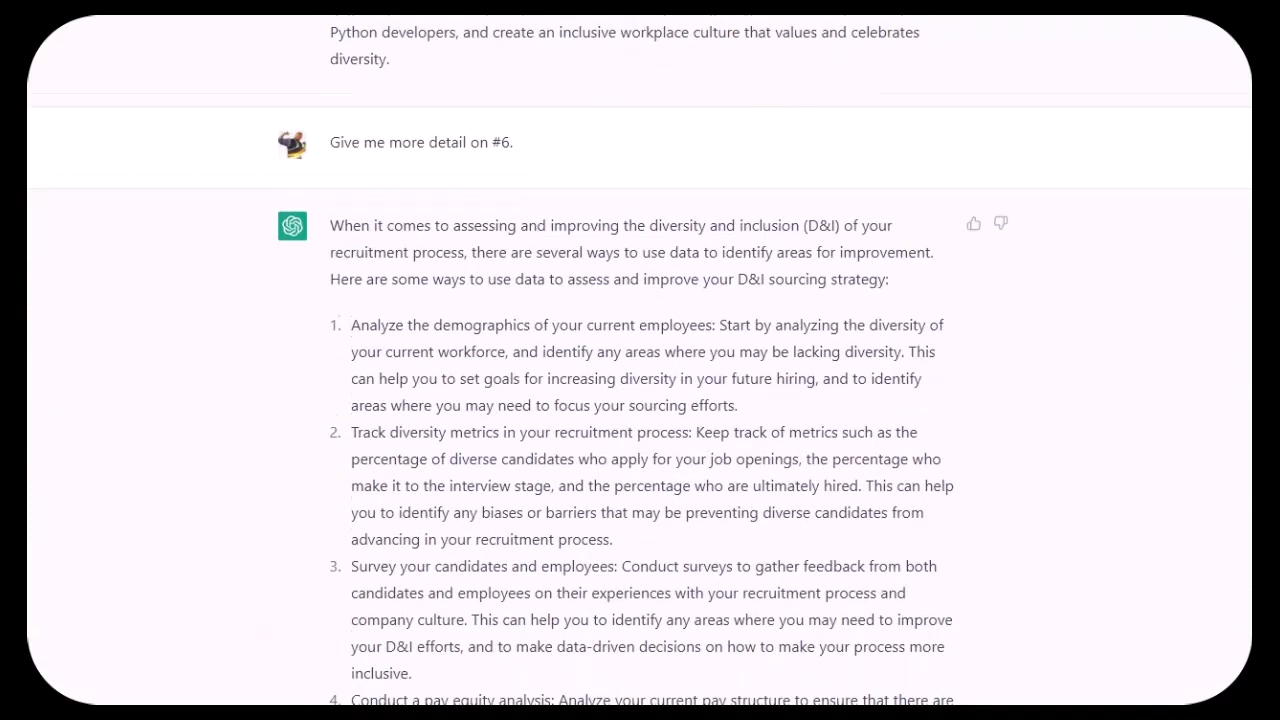 Python developers, and create an inclusive workplace culture that values and celebrates
diversity.
Give me more detail on #6.
When it comes to assessing and improving the diversity and inclusion (D&I) of your
recruitment process, there are several ways to use data to identify areas for improvement.
Here are some ways to use data to assess and improve your D&I sourcing strategy:
1. Analyze the demographics of your current employees: Start by analyzing the diversity of
your current workforce, and identify any areas where you may be lacking diversity. This
can help you to set goals for increasing diversity in your future hiring, and to identify
areas where you may need to focus your sourcing efforts.
2. Track diversity metrics in your recruitment process: Keep track of metrics such as the
percentage of diverse candidates who apply for your job openings, the percentage who
make it to the interview stage, and the percentage who are ultimately hired. This can help
you to identify any biases or barriers that may be preventing diverse candidates from
advancing in your recruitment process.
3. Survey your candidates and employees: Conduct surveys to gather feedback from both
candidates and employees on their experiences with your recruitment process and
company culture. This can help you to identify any areas where you may need to improve
your D&I efforts, and to make data-driven decisions on how to make your process more
inclusive.
4. Conduct a pay equity analysis: Analyze your current pay structure to ensure that there are